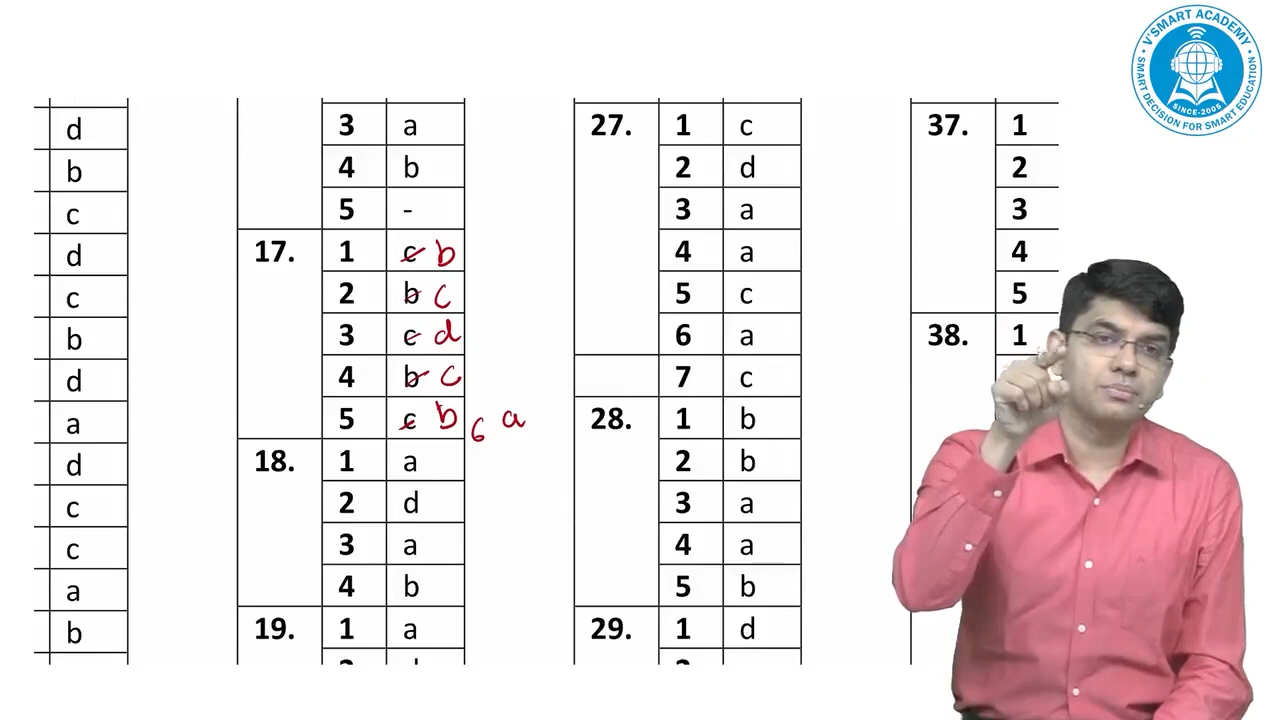 V'SMART ACADEMY
SMART DECISION FOR SMART EDUCATION
SINCE-2005
d
b
c
d
c
b
d
a
d
c
c
a
b
3 a
4 b
5 -
17. 1 c b
2 b c
3 c d
4 b c
5 c b 6 a
18. 1 a
2 d
3 a
4 b
19. 1 a
27. 1 c
2 d
3 a
4 a
5 c
6 a
7 c
28. 1 b
2 b
3 a
4 a
5 b
29. 1 d
37. 1
2
3
4
5
38. 1